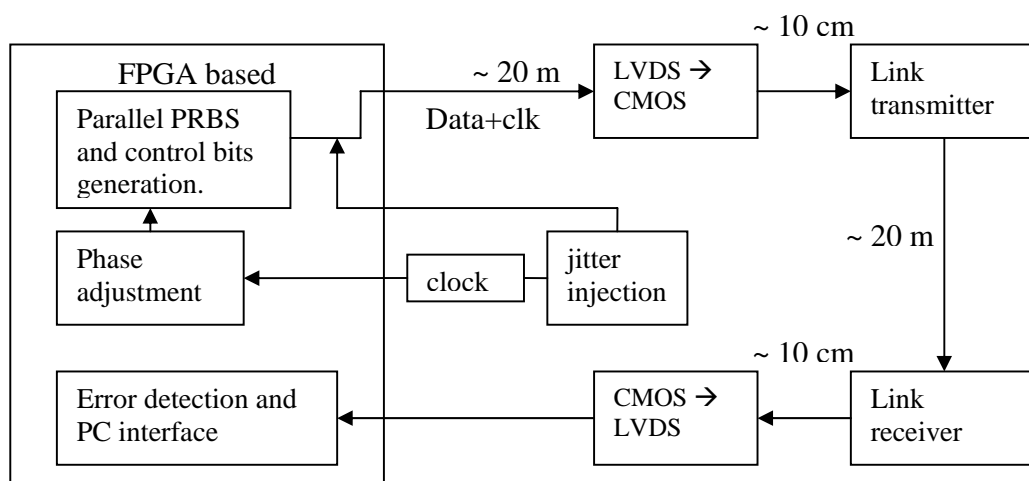 FPGA based
Parallel PRBS
and control bits
generation.
~ 20 m
Data+clk
LVDS →
CMOS
~ 10 cm
Link
transmitter
Phase
adjustment
clock
jitter
injection
~ 20 m
Error detection and
PC interface
CMOS →
LVDS
~ 10 cm
Link
receiver